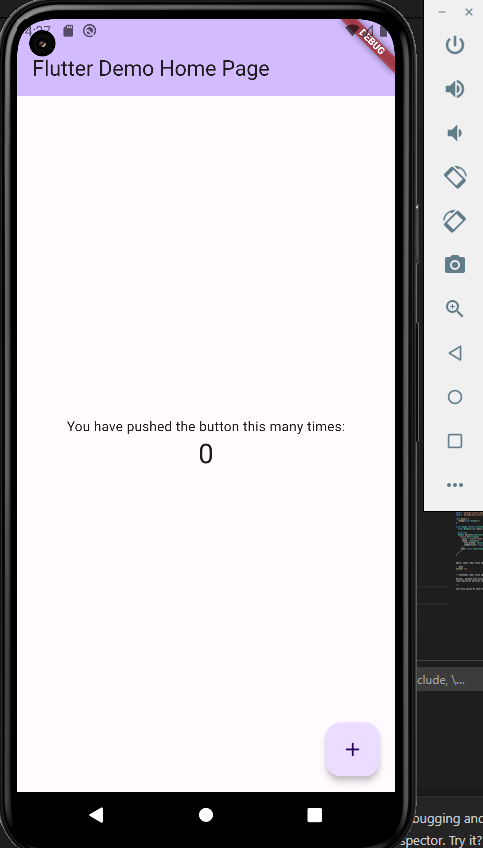 4:27
DEBUG
Flutter Demo Home Page
You have pushed the button this many times:
0
clude, \...
bugging and
spector. Try it?